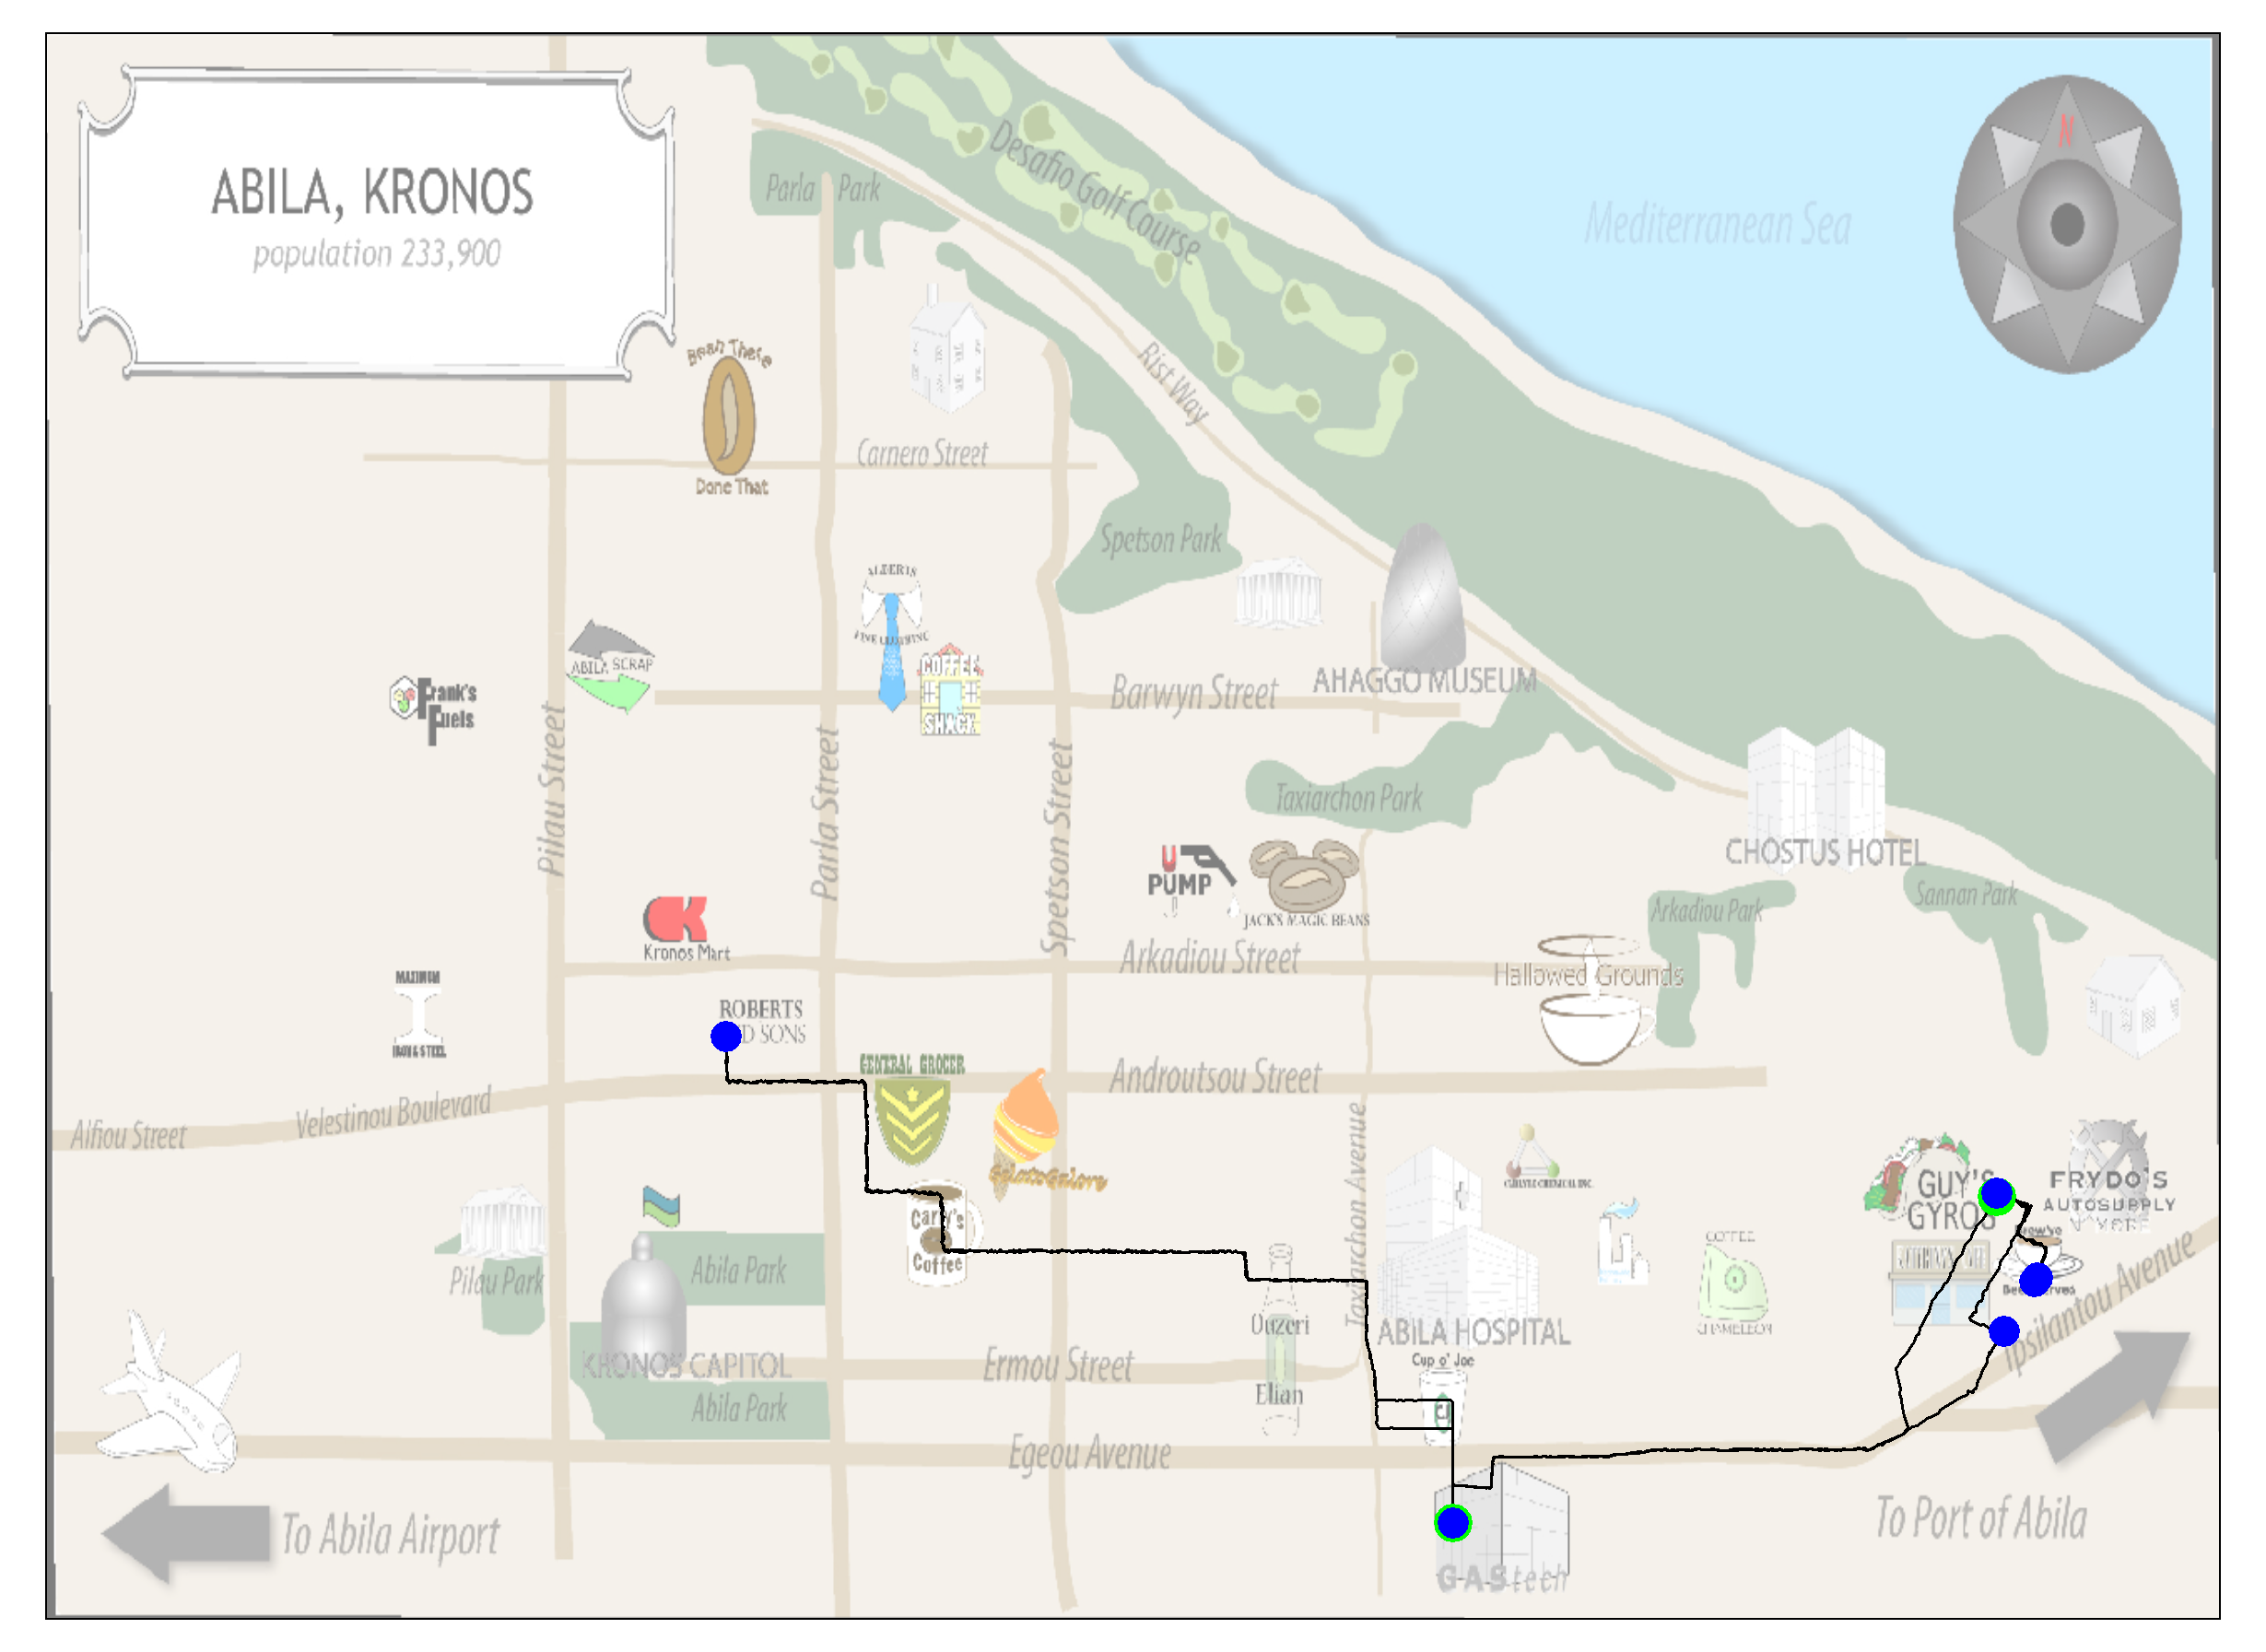 ABILA, KRONOS
population 233,900
N
Mediterranean Sea
Desafio Golf Course
Parla Park
Rist Way
Bean There
Done That
Carnero Street
Spetson Park
ALBERTS
FINE CLOTHING
ABILA SCRAP
Frank's
Fuels
COFFEE
SHACK
Barwyn Street
AHAGGO MUSEUM
Pilau Street
Parla Street
Spetson Street
Taxiarchon Park
CHOSTUS HOTEL
U
PUMP
JACK'S MAGIC BEANS
Arkadiou Park
Sannan Park
Kronos Mart
Arkadiou Street
Hallowed Grounds
MAXIMUM
IRON & STEEL
ROBERTS
D SONS
GENERAL GROCER
Androutsou Street
Alfiou Street
Velestinou Boulevard
Taxiarchon Avenue
GelatoGalore
CARLYLE CHEMICAL INC.
GUY'S
GYROS
FRYDO'S
AUTOSUPPLY
N' MORE
Carly's
Coffee
COFFEE
CHAMELEON
Pilau Park
Abila Park
Ouzeri
Elian
ABILA HOSPITAL
Cup o' Joe
CJ
Ipsilantou Avenue
KRONOS CAPITOL
Ermou Street
Abila Park
Egeou Avenue
To Abila Airport
To Port of Abila
GAStech